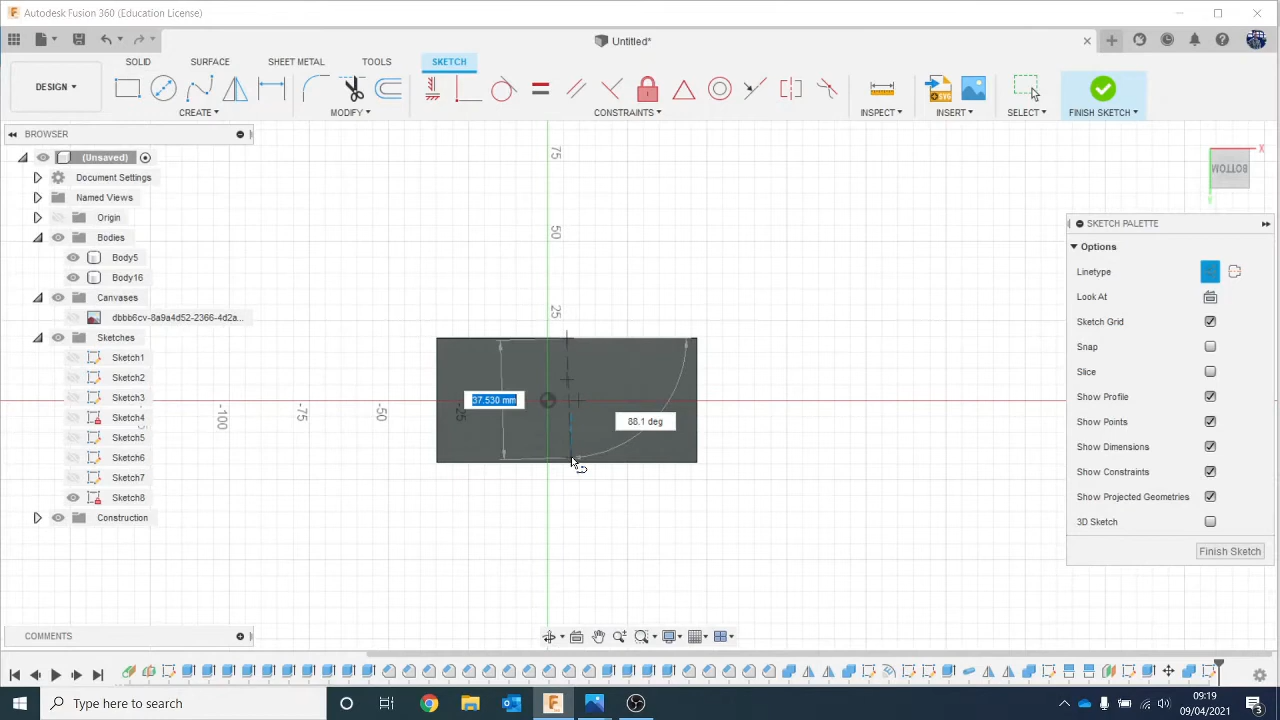 Autodesk Fusion 360 (Education License)
Untitled*
DESIGN
SOLID
SURFACE
SHEET METAL
TOOLS
SKETCH
CREATE
MODIFY
CONSTRAINTS
INSPECT
INSERT
SELECT
FINISH SKETCH
SVG
BROWSER
(Unsaved)
Document Settings
Named Views
Origin
Bodies
Body5
Body16
Canvases
dbbb6cv-8a9a4d52-2366-4d2a...
Sketches
Sketch1
Sketch2
Sketch3
Sketch4
Sketch5
Sketch6
Sketch7
Sketch8
Construction
75
50
25
-100
-75
-50
-25
37.530 mm
88.1 deg
BOTTOM
X
SKETCH PALETTE
Options
Linetype
Look At
Sketch Grid
Snap
Slice
Show Profile
Show Points
Show Dimensions
Show Constraints
Show Projected Geometries
3D Sketch
Finish Sketch
COMMENTS
Type here to search
09:19
09/04/2021
3